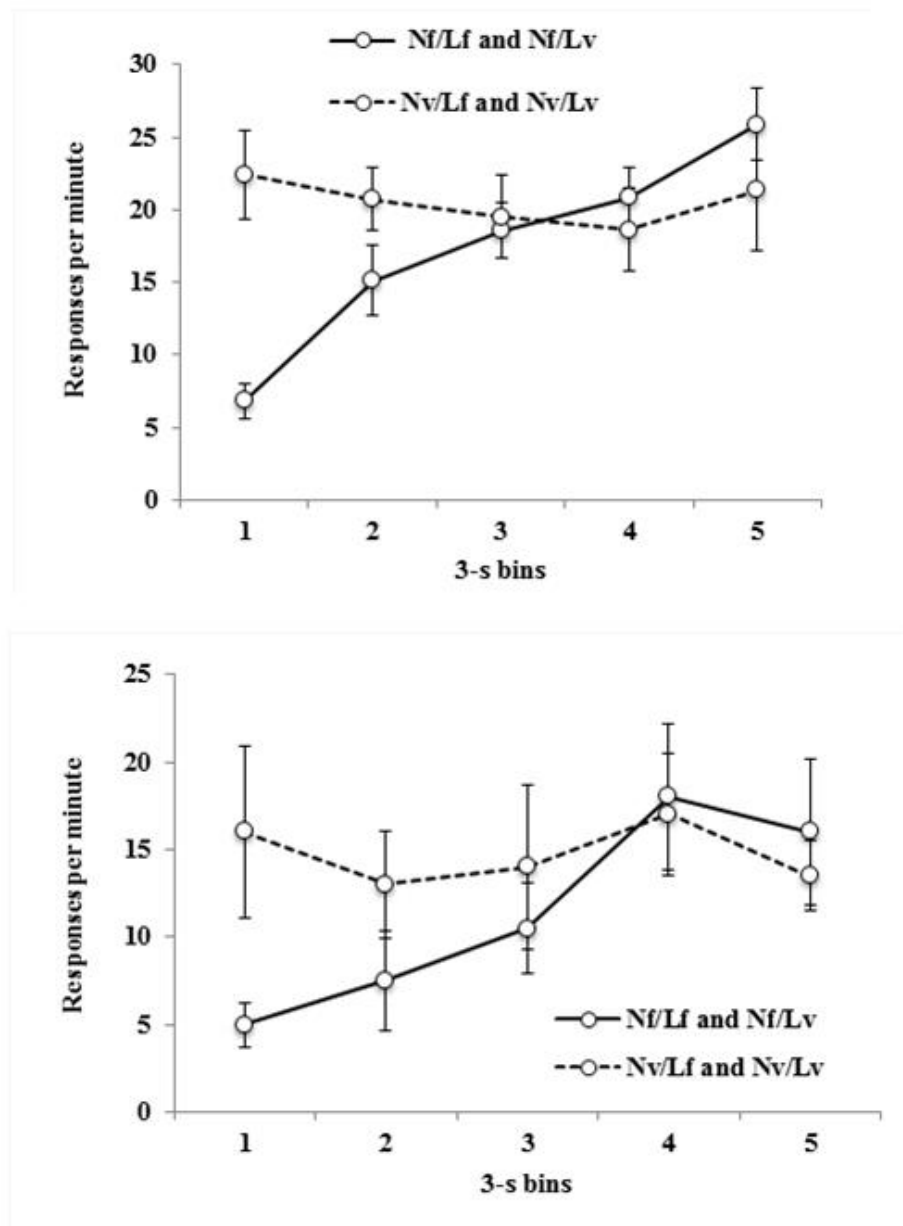 Nf/Lf and Nf/Lv
Nv/Lf and Nv/Lv
30
25
20
15
10
5
0
Responses per minute
1 2 3 4 5
3-s bins
25
20
15
10
5
0
Responses per minute
Nf/Lf and Nf/Lv
Nv/Lf and Nv/Lv
1 2 3 4 5
3-s bins